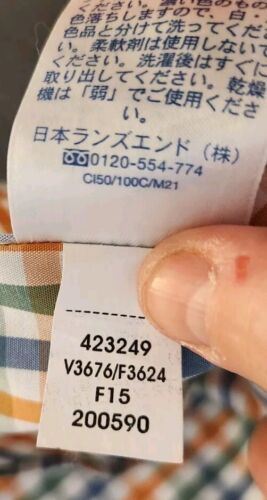 ください。濃い色のもの
色落ちしますので、白・
色品と分けて洗ってくださ
い。柔軟剤は使用しないで
ください。洗濯後はすぐに
取り出してください。乾燥
機は「弱」でご使用くださ
い。
日本ランズエンド（株）
0120-554-774
CI50/100C/M21
423249
V3676/F3624
F15
200590